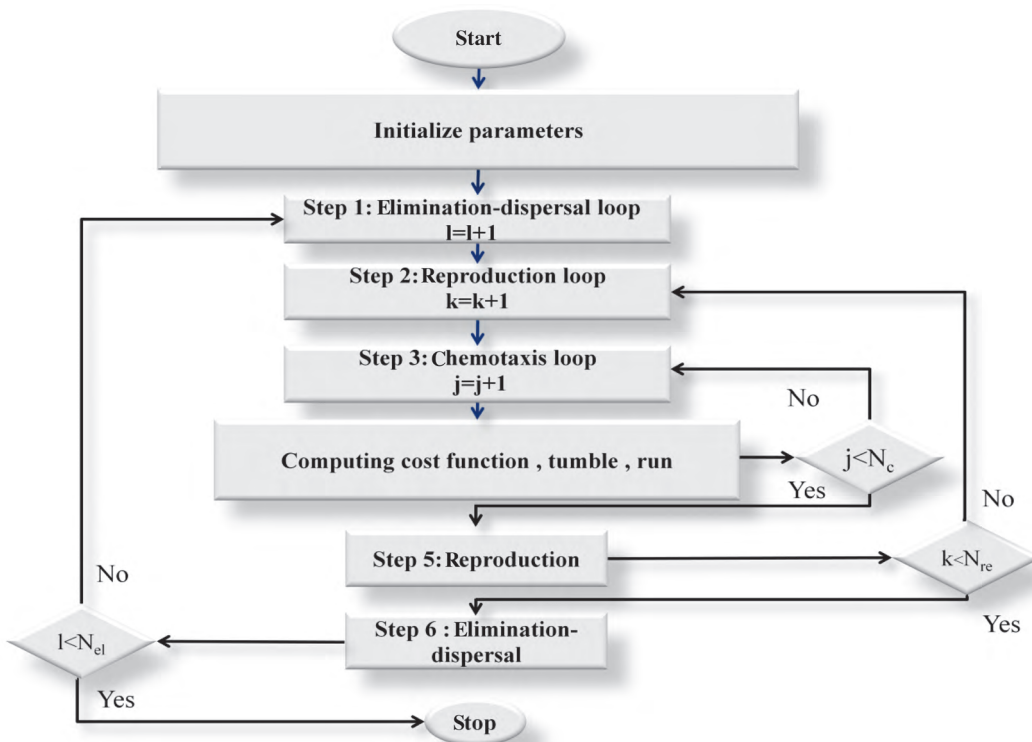 Start
Initialize parameters
Step 1: Elimination-dispersal loop
l=l+1
Step 2: Reproduction loop
k=k+1
Step 3: Chemotaxis loop
j=j+1
No
Computing cost function , tumble , run
j<Nc
Yes
No
Step 5: Reproduction
k<Nre
No
Step 6 : Elimination-
dispersal
Yes
l<Nel
Yes
Stop